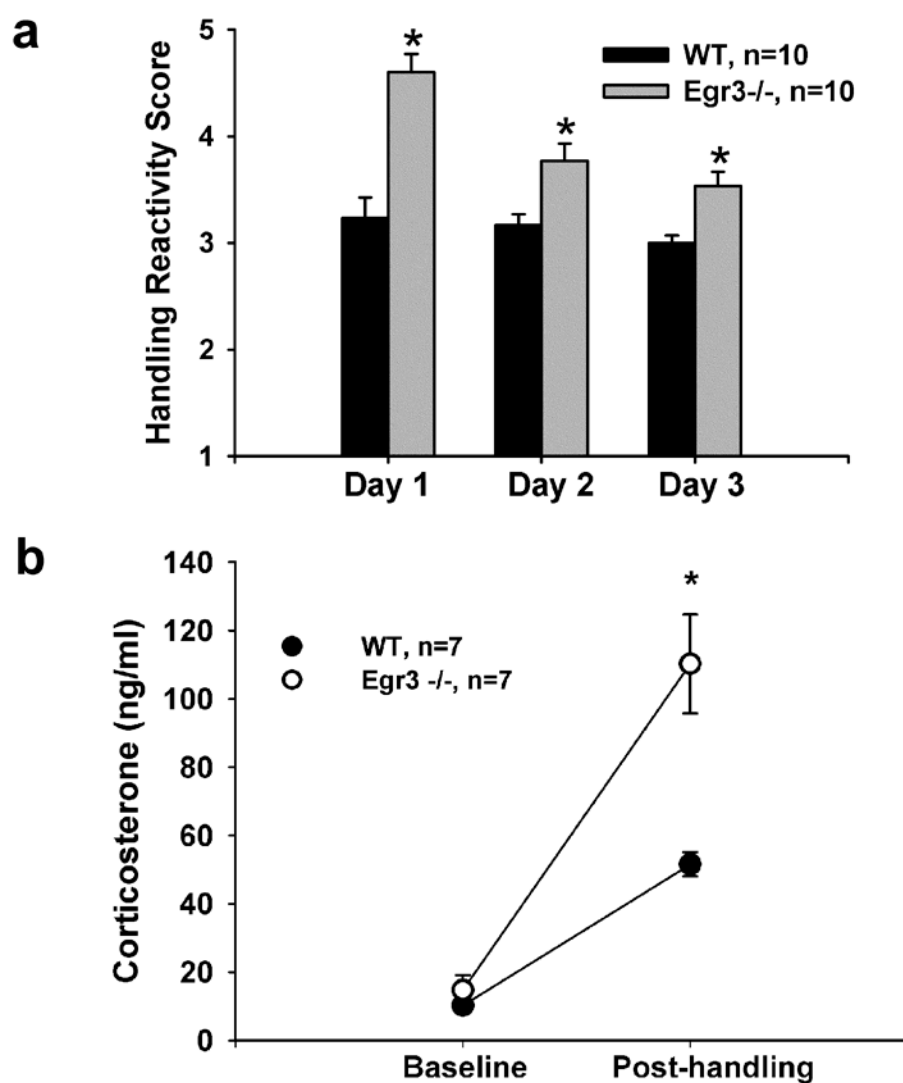 a
Handling Reactivity Score
5
4
3
2
1
*
*
*
WT, n=10
Egr3-/-, n=10
Day 1 Day 2 Day 3
b
Corticosterone (ng/ml)
140
120
100
80
60
40
20
0
*
WT, n=7
Egr3 -/-, n=7
Baseline Post-handling